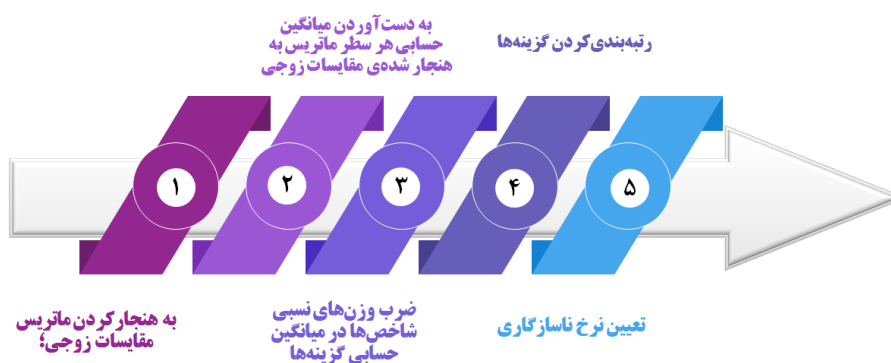 به دست‌آوردن میانگین
حسابی هر سطر ماتریس به
هنجار شده‌ی مقایسات زوجی
رتبه‌بندی کردن گزینه‌ها
۱
۲
۳
۴
۵
به هنجار کردن ماتریس
مقایسات زوجی؛
ضرب وزن‌های نسبی
شاخص‌ها در میانگین
حسابی گزینه‌ها
تعیین نرخ ناسازگاری